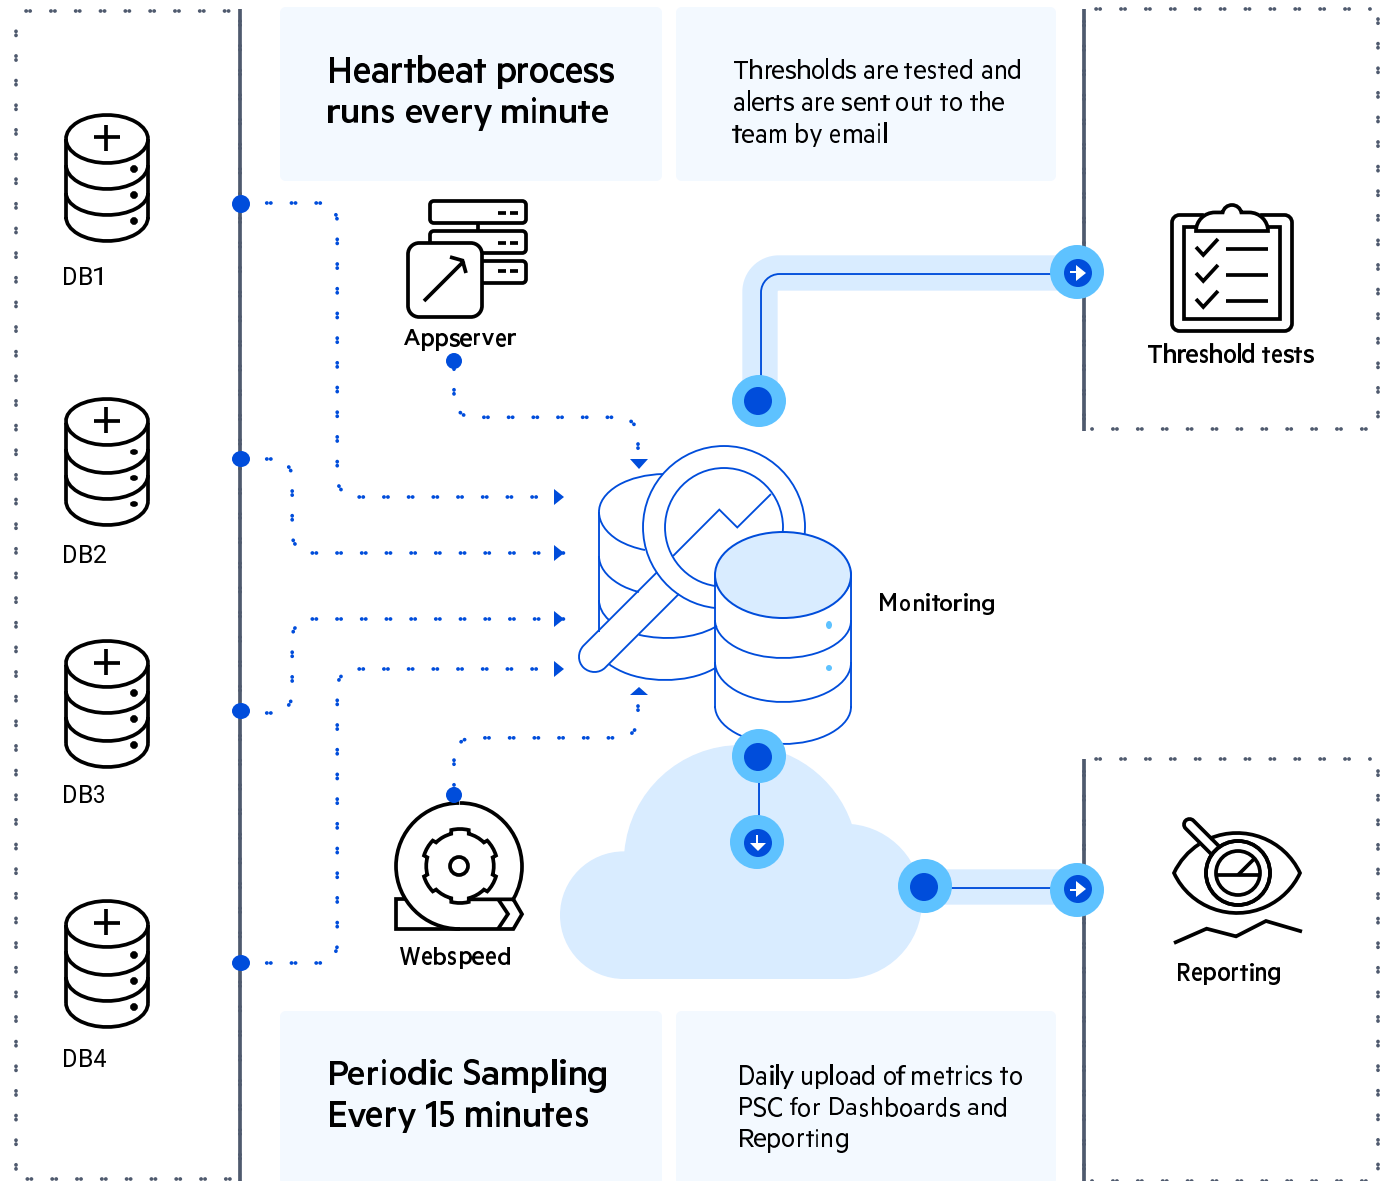 Heartbeat process
runs every minute
Thresholds are tested and
alerts are sent out to the
team by email
DB1
Appserver
Threshold tests
DB2
Monitoring
DB3
Webspeed
Reporting
DB4
Periodic Sampling
Every 15 minutes
Daily upload of metrics to
PSC for Dashboards and
Reporting